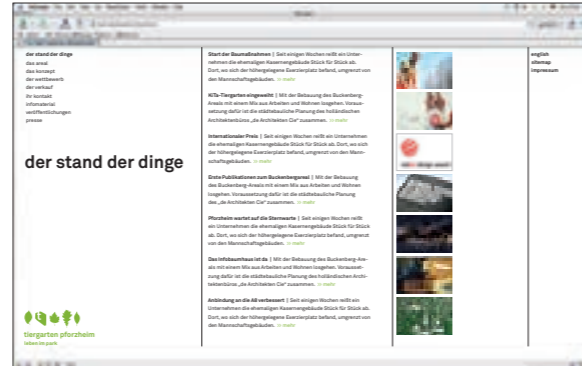 der stand der dinge
das areal
das konzept
der wettbewerb
der verkauf
ihr kontakt
infomaterial
veröffentlichungen
presse
der stand der dinge
tiergarten pforzheim
leben im park
Start der Baumaßnahmen | Seit einigen Wochen reißt ein Unter-
nehmen die ehemaligen Kasernengebäude Stück für Stück ab.
Dort, wo sich der höhergelegene Exerzierplatz befand, umgrenzt von
den Mannschaftsgebäuden. » mehr
KiTa-Tiergarten eingeweiht | Mit der Bebauung des Buckenberg-
Areals mit einem Mix aus Arbeiten und Wohnen losgehen. Voraus-
setzung dafür ist die städtebauliche Planung des holländischen
Architektenbüros „de Architekten Cie“ zusammen. » mehr
Internationaler Preis | Seit einigen Wochen reißt ein Unternehmen
die ehemaligen Kasernengebäude Stück für Stück ab. Dort, wo sich
der höhergelegene Exerzierplatz befand, umgrenzt von den Mann-
schaftsgebäuden. » mehr
Erste Publikationen zum Buckenbergareal | Mit der Bebauung
des Buckenberg-Areals mit einem Mix aus Arbeiten und Wohnen
losgehen. Voraussetzung dafür ist die städtebauliche Planung
des „de Architekten Cie“ zusammen. » mehr
Pforzheim wartet auf die Sternwarte | Seit einigen Wochen reißt
ein Unternehmen die ehemaligen Kasernengebäude Stück für Stück
ab. Dort, wo sich der höhergelegene Exerzierplatz befand, umgrenzt
von den Mannschaftsgebäuden. » mehr
Das Infobaumhaus ist da | Mit der Bebauung des Buckenberg-Are-
als mit einem Mix aus Arbeiten und Wohnen losgehen. Vorausset-
zung dafür ist die städtebauliche Planung des holländischen Archi-
tektenbüros „de Architekten Cie“ zusammen. » mehr
Anbindung an die A8 verbessert | Seit einigen Wochen reißt ein
Unternehmen die ehemaligen Kasernengebäude Stück für Stück ab.
Dort, wo sich der höhergelegene Exerzierplatz befand, umgrenzt von
den Mannschaftsgebäuden. » mehr
english
sitemap
impressum